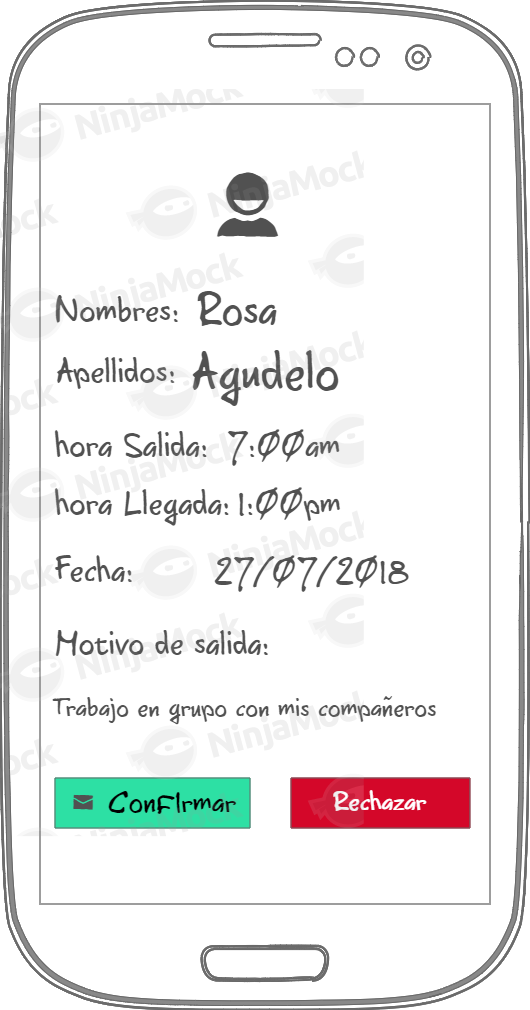 NinjaMock
Nombres: Rosa
Apellidos: Agudelo
hora Salida: 7:00am
hora Llegada: 1:00pm
Fecha: 27/07/2018
Motivo de salida:
Trabajo en grupo con mis compañeros
ConFIrmar
Rechazar